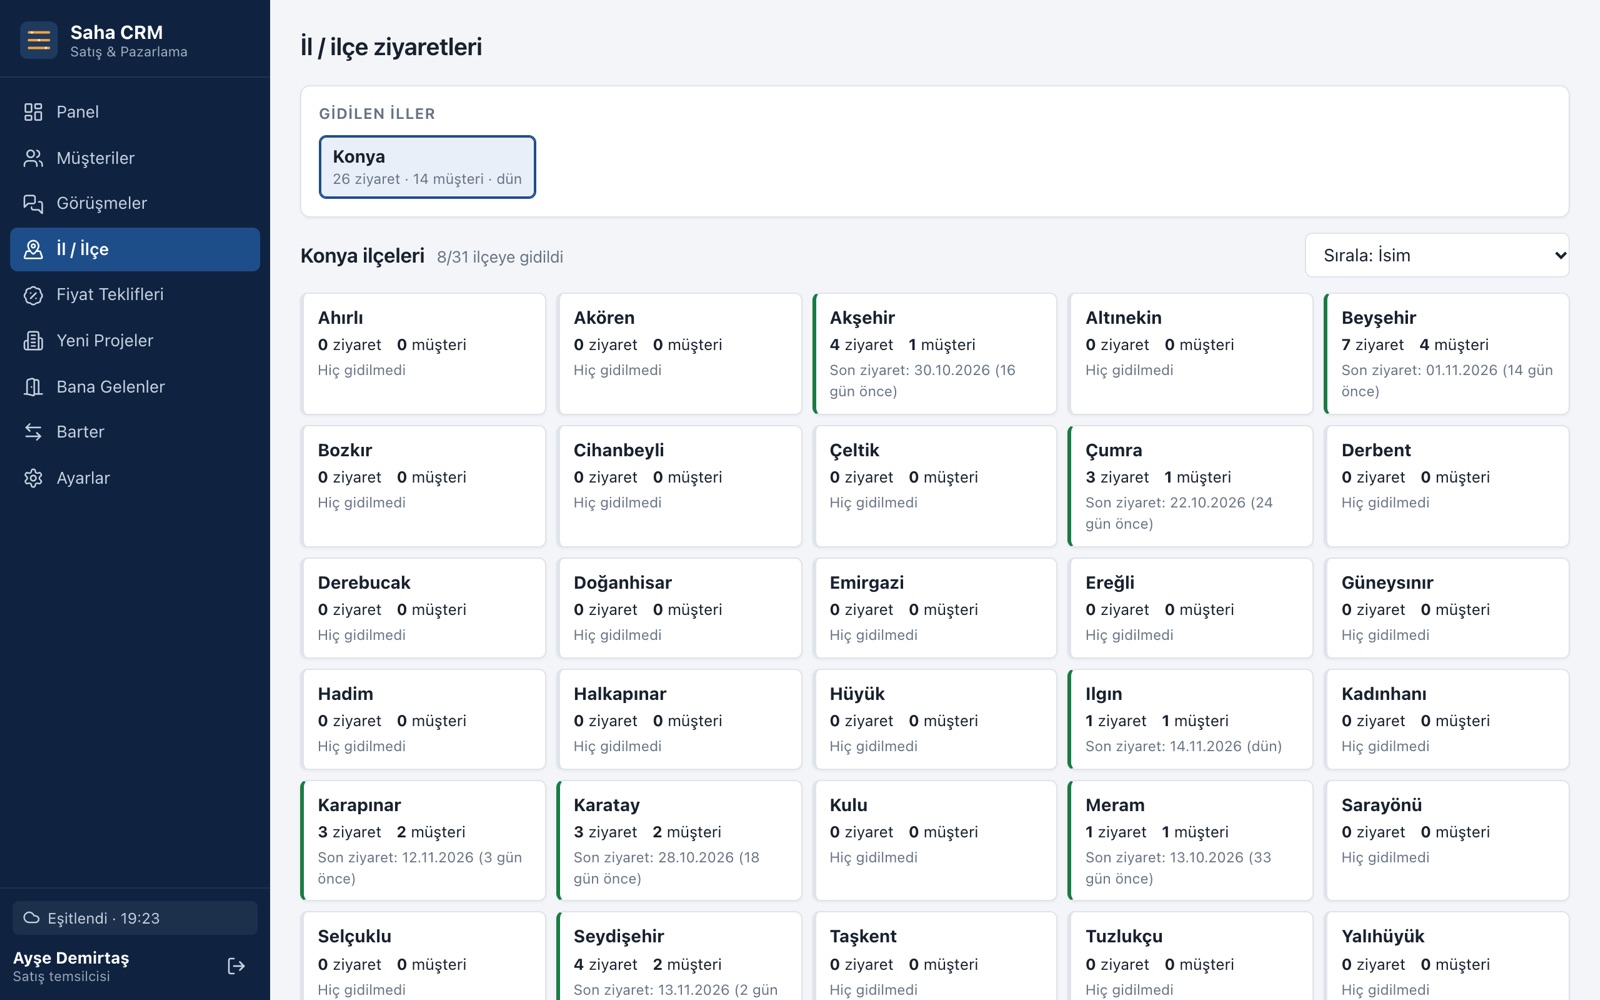 Saha CRM
Satış & Pazarlama
Panel
Müşteriler
Görüşmeler
İl / İlçe
Fiyat Teklifleri
Yeni Projeler
Bana Gelenler
Barter
Ayarlar
Eşitlendi · 19:23
Ayşe Demirtaş
Satış temsilcisi
İl / ilçe ziyaretleri
GİDİLEN İLLER
Konya
26 ziyaret · 14 müşteri · dün
Konya ilçeleri 8/31 ilçeye gidildi
Sırala: İsim
Ahırlı
0 ziyaret 0 müşteri
Hiç gidilmedi
Akören
0 ziyaret 0 müşteri
Hiç gidilmedi
Akşehir
4 ziyaret 1 müşteri
Son ziyaret: 30.10.2026 (16
gün önce)
Altınekin
0 ziyaret 0 müşteri
Hiç gidilmedi
Beyşehir
7 ziyaret 4 müşteri
Son ziyaret: 01.11.2026 (14 gün
önce)
Bozkır
0 ziyaret 0 müşteri
Hiç gidilmedi
Cihanbeyli
0 ziyaret 0 müşteri
Hiç gidilmedi
Çeltik
0 ziyaret 0 müşteri
Hiç gidilmedi
Çumra
3 ziyaret 1 müşteri
Son ziyaret: 22.10.2026 (24
gün önce)
Derbent
0 ziyaret 0 müşteri
Hiç gidilmedi
Derebucak
0 ziyaret 0 müşteri
Hiç gidilmedi
Doğanhisar
0 ziyaret 0 müşteri
Hiç gidilmedi
Emirgazi
0 ziyaret 0 müşteri
Hiç gidilmedi
Ereğli
0 ziyaret 0 müşteri
Hiç gidilmedi
Güneysınır
0 ziyaret 0 müşteri
Hiç gidilmedi
Hadim
0 ziyaret 0 müşteri
Hiç gidilmedi
Halkapınar
0 ziyaret 0 müşteri
Hiç gidilmedi
Hüyük
0 ziyaret 0 müşteri
Hiç gidilmedi
Ilgın
1 ziyaret 1 müşteri
Son ziyaret: 14.11.2026 (dün)
Kadınhanı
0 ziyaret 0 müşteri
Hiç gidilmedi
Karapınar
3 ziyaret 2 müşteri
Son ziyaret: 12.11.2026 (3 gün
önce)
Karatay
3 ziyaret 2 müşteri
Son ziyaret: 28.10.2026 (18
gün önce)
Kulu
0 ziyaret 0 müşteri
Hiç gidilmedi
Meram
1 ziyaret 1 müşteri
Son ziyaret: 13.10.2026 (33
gün önce)
Sarayönü
0 ziyaret 0 müşteri
Hiç gidilmedi
Selçuklu
0 ziyaret 0 müşteri
Hiç gidilmedi
Seydişehir
4 ziyaret 2 müşteri
Son ziyaret: 13.11.2026 (2 gün
Taşkent
0 ziyaret 0 müşteri
Hiç gidilmedi
Tuzlukçu
0 ziyaret 0 müşteri
Hiç gidilmedi
Yalıhüyük
0 ziyaret 0 müşteri
Hiç gidilmedi